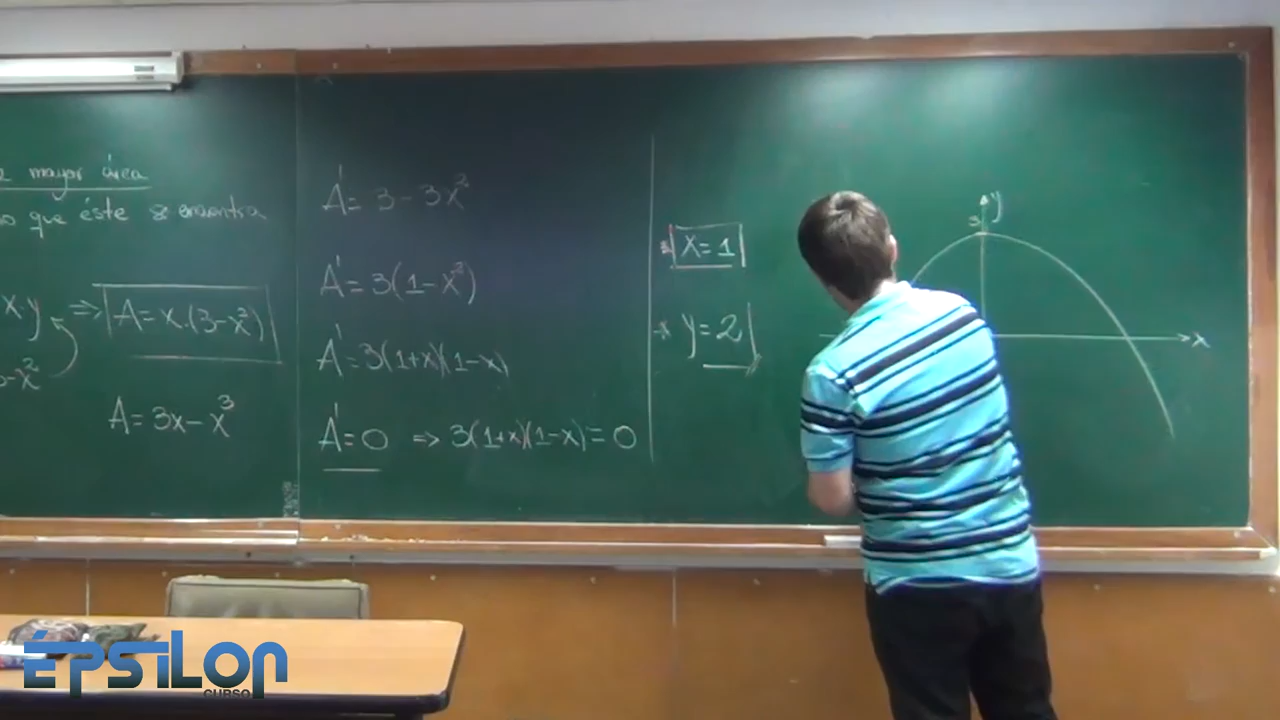 mayor área
que éste se encuentra
x.y ⇒ A = x.(3-x²)
-x²
A = 3x - x³
A' = 3 - 3x²
A' = 3(1-x²)
A' = 3(1+x)(1-x)
A' = 0 ⇒ 3(1+x)(1-x) = 0
* x = 1
* y = 2
y
3
x
ÉPSILON
CURSO